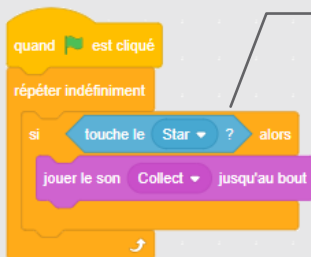 quand est cliqué
répéter indéfiniment
si touche le Star ? alors
jouer le son Collect jusqu'au bout